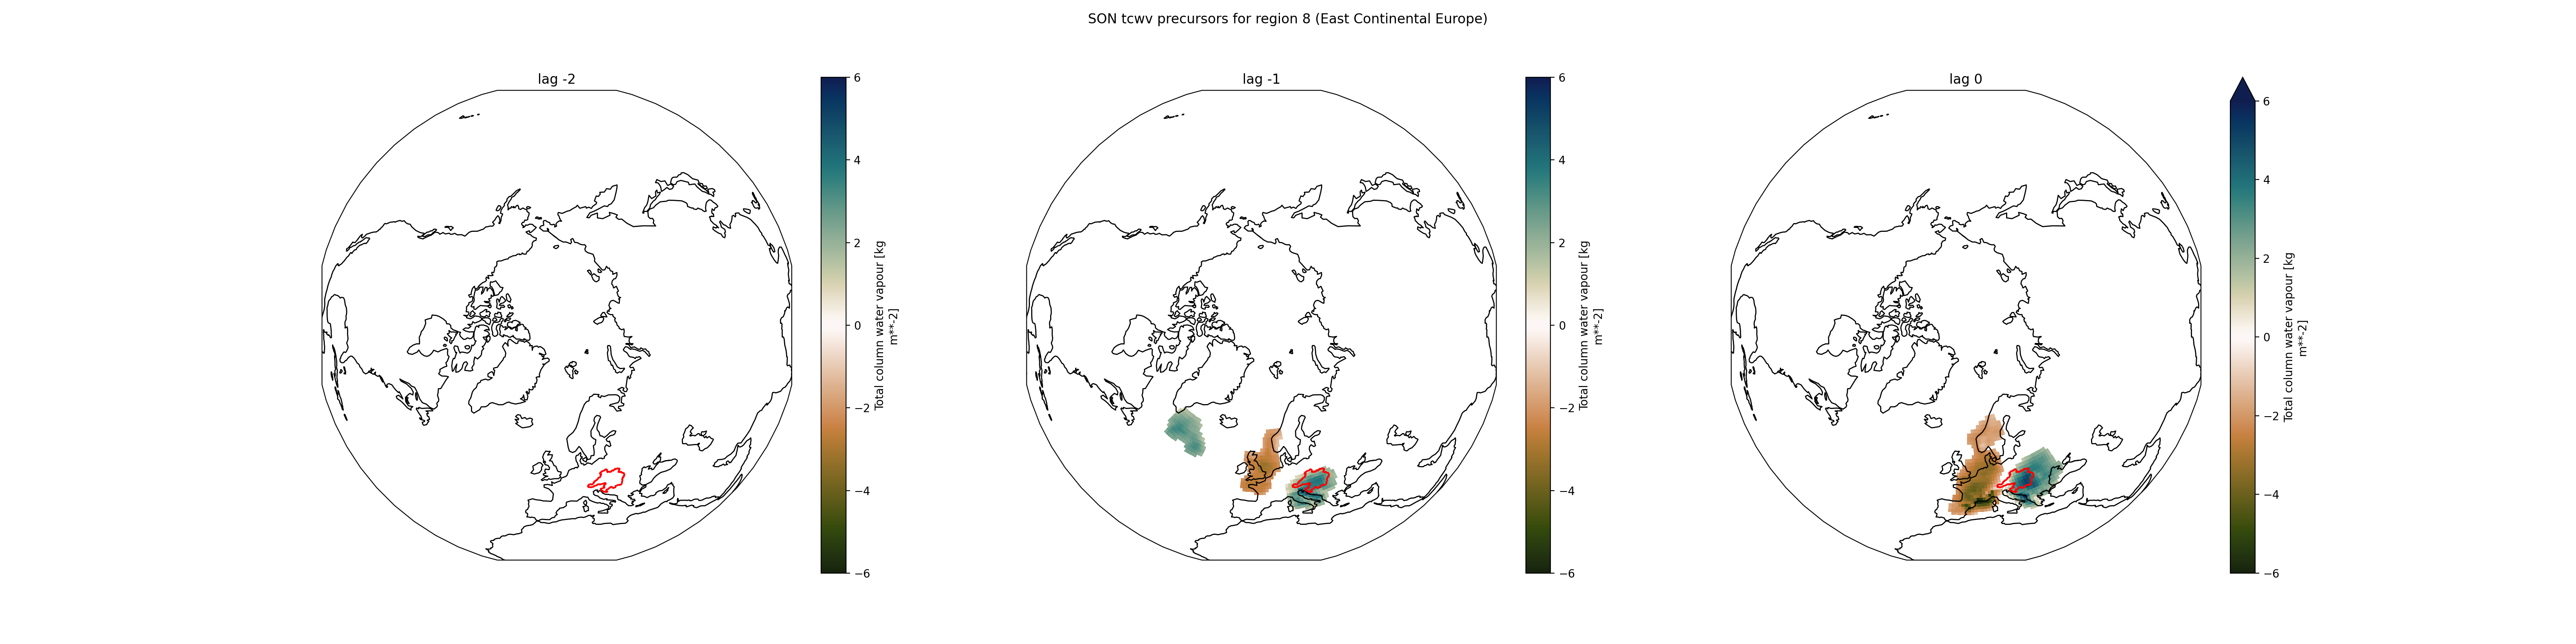 SON tcwv precursors for region 8 (East Continental Europe)
lag -2
6
4
2
0
−2
−4
−6
Total column water vapour [kg
m**-2]
lag -1
6
4
2
0
−2
−4
−6
Total column water vapour [kg
m**-2]
lag 0
6
4
2
0
−2
−4
−6
Total column water vapour [kg
m**-2]